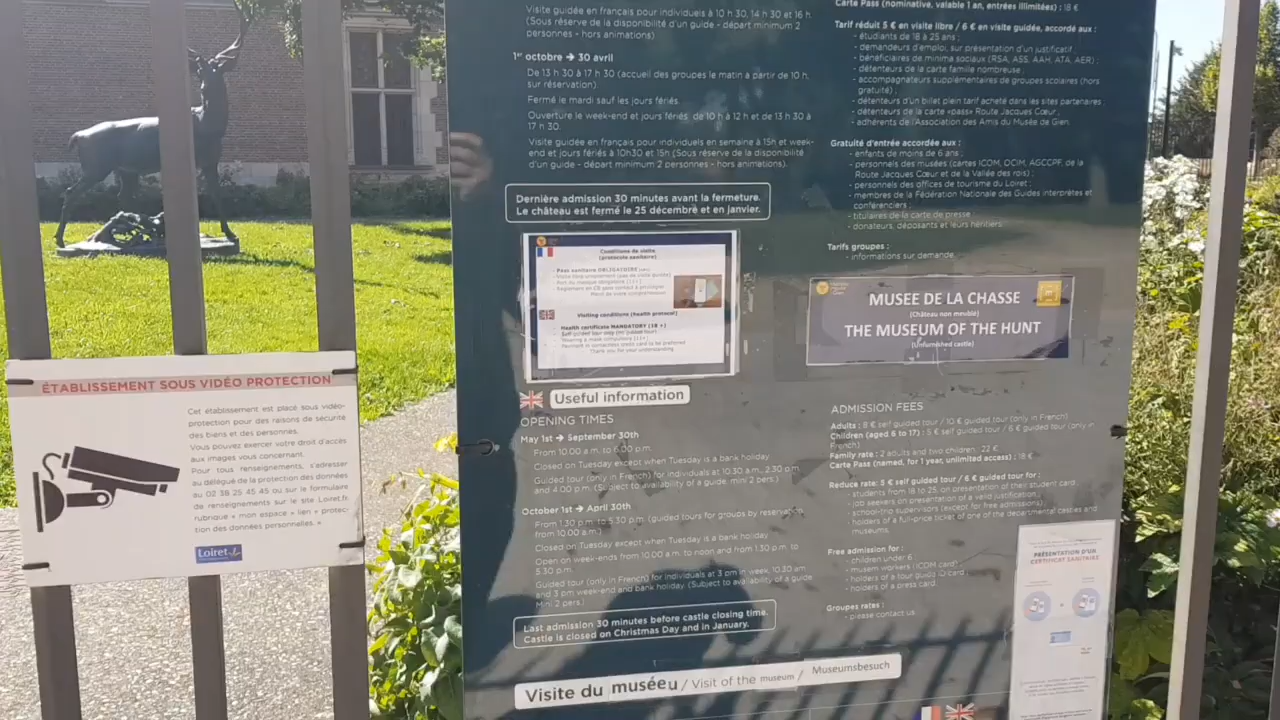 Visite guidée en français pour individuels à 10 h 30, 14 h 30 et 16 h
(Sous réserve de la disponibilité d'un guide - départ minimum 2
personnes - hors animations)
1er octobre → 30 avril
De 13 h 30 à 17 h 30 (accueil des groupes le matin à partir de 10 h,
sur réservation)
Fermé le mardi sauf les jours fériés.
Ouverture le week-end et jours fériés de 10 h à 12 h et de 13 h 30 à
17 h 30.
Visite guidée en français pour individuels en semaine à 15h et week-
end et jours fériés à 10h30 et 15h (Sous réserve de la disponibilité
d'un guide - départ minimum 2 personnes - hors animations).
Dernière admission 30 minutes avant la fermeture.
Le château est fermé le 25 décembre et en janvier.
Conditions de visite
(protocole sanitaire)
Pass sanitaire OBLIGATOIRE
Visiting conditions (health protocol)
Health certificate MANDATORY (18 +)
Thank you for your understanding
Useful information
OPENING TIMES
May 1st → September 30th
From 10.00 a.m. to 6.00 p.m.
Closed on Tuesday except when Tuesday is a bank holiday
Guided tour (only in French) for individuals at 10.30 a.m., 2.30 p.m.
and 4.00 p.m. (Subject to availability of a guide, mini 2 pers.)
October 1st → April 30th
From 1.30 p.m. to 5.30 p.m. (guided tours for groups by reservation
from 10.00 a.m.)
Closed on Tuesday except when Tuesday is a bank holiday
Open on week-ends from 10.00 a.m. to noon and from 1.30 p.m. to
5.30 p.m.
Guided tour (only in French) for individuals at 3 pm in week, 10.30 am
and 3 pm week-end and bank holiday. (Subject to availability of a guide
Mini 2 pers.)
Last admission 30 minutes before castle closing time.
Castle is closed on Christmas Day and in January.
Carte Pass (nominative, valable 1 an, entrées illimitées) : 18 €
Tarif réduit 5 € en visite libre / 6 € en visite guidée, accordé aux :
- étudiants de 18 à 25 ans ;
- demandeurs d'emploi, sur présentation d'un justificatif ;
- bénéficiaires de minima sociaux (RSA, ASS, AAH, ATA, AER) ;
- détenteurs de la carte famille nombreuse ;
- accompagnateurs supplémentaires de groupes scolaires (hors
gratuité) ;
- détenteurs d'un billet plein tarif acheté dans les sites partenaires ;
- détenteurs de la carte «pass» Route Jacques Cœur ;
- adhérents de l'Association des Amis du Musée de Gien.
Gratuité d'entrée accordée aux :
- enfants de moins de 6 ans ;
- personnels des musées (cartes ICOM, OCIM, AGCCPF, de la
Route Jacques Cœur et de la Vallée des rois) ;
- personnels des offices de tourisme du Loiret ;
- membres de la Fédération Nationale des Guides interprètes et
conférenciers ;
- titulaires de la carte de presse
- donateurs, déposants et leurs héritiers.
Tarifs groupes :
- informations sur demande.
MUSEE DE LA CHASSE
(Château non meublé)
THE MUSEUM OF THE HUNT
(Unfurnished castle)
ADMISSION FEES
Adults : 8 € self guided tour / 10 € guided tour (only in French)
Children (aged 6 to 17) : 5 € self guided tour / 6 € guided tour (only in
French)
Family rate : 2 adults and two children : 22 €
Carte Pass (named, for 1 year, unlimited access) : 18 €
Reduce rate: 5 € self guided tour / 6 € guided tour for :
- students from 18 to 25, on presentation of their student card
- job seekers on presentation of a valid justification,
- school-trip supervisors (except for free admissions),
- holders of a full-price ticket of one of the departmental castles and
museums.
Free admission for :
- children under 6
- museum workers (ICOM card)
- holders of a tour guide card
- holders of a press card.
Groupes rates :
- please contact us
PRÉSENTATION D'UN
CERTIFICAT SANITAIRE
Visite du muséeu / Visit of the museum / Museumsbesuch
ÉTABLISSEMENT SOUS VIDÉO PROTECTION
Cet établissement est placé sous vidéo-
protection pour des raisons de sécurité
des biens et des personnes.
Vous pouvez exercer votre droit d'accès
aux images vous concernant.
Pour tous renseignements, s'adresser
au délégué de la protection des données
au 02 38 25 45 45 ou sur le formulaire
de renseignements sur le site Loiret.fr,
rubrique « mon espace » lien « protec-
tion des données personnelles. »
Loiret